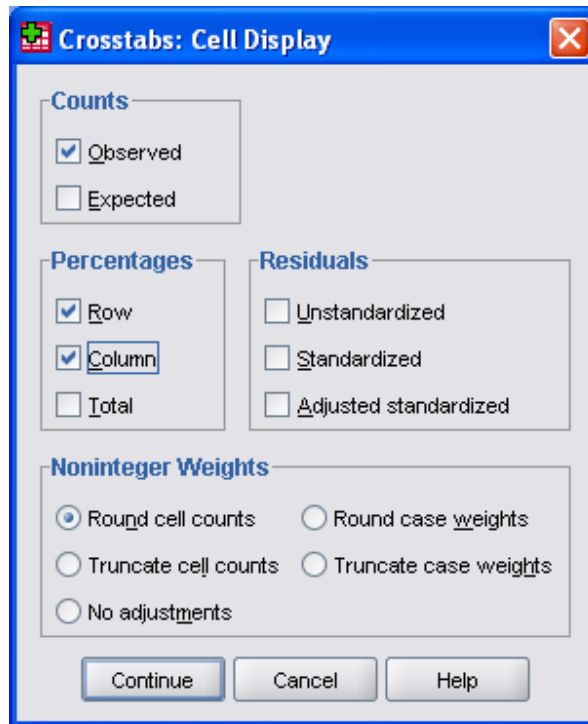 Crosstabs: Cell Display
Counts
Observed
Expected
Percentages
Row
Column
Total
Residuals
Unstandardized
Standardized
Adjusted standardized
Noninteger Weights
Round cell counts Round case weights
Truncate cell counts Truncate case weights
No adjustments
Continue Cancel Help